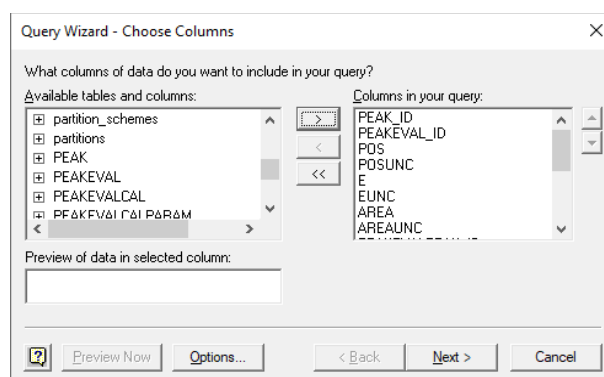 Query Wizard - Choose Columns
What columns of data do you want to include in your query?
Available tables and columns:
partition_schemes
partitions
PEAK
PEAKEVAL
PEAKEVALCAL
PEAKEVALCALPARAM
>
<
<<
Columns in your query:
PEAK_ID
PEAKEVAL_ID
POS
POSUNC
E
EUNC
AREA
AREAUNC
Preview of data in selected column:
Preview Now
Options...
< Back
Next >
Cancel